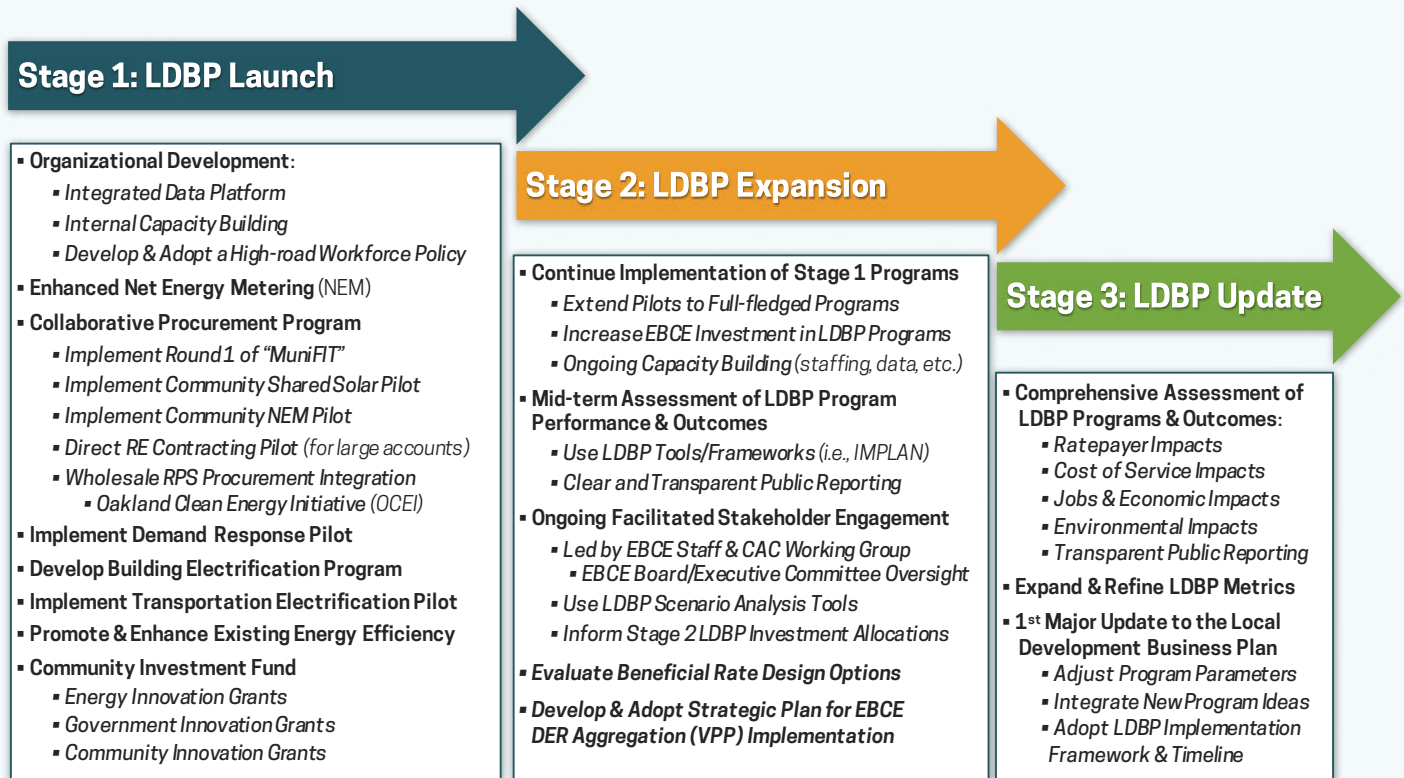 Stage 1: LDBP Launch
▪ Organizational Development:
▪ Integrated Data Platform
▪ Internal Capacity Building
▪ Develop & Adopt a High-road Workforce Policy
▪ Enhanced Net Energy Metering (NEM)
▪ Collaborative Procurement Program
▪ Implement Round 1 of “MuniFIT”
▪ Implement Community Shared Solar Pilot
▪ Implement Community NEM Pilot
▪ Direct RE Contracting Pilot (for large accounts)
▪ Wholesale RPS Procurement Integration
▪ Oakland Clean Energy Initiative (OCEI)
▪ Implement Demand Response Pilot
▪ Develop Building Electrification Program
▪ Implement Transportation Electrification Pilot
▪ Promote & Enhance Existing Energy Efficiency
▪ Community Investment Fund
▪ Energy Innovation Grants
▪ Government Innovation Grants
▪ Community Innovation Grants
Stage 2: LDBP Expansion
▪ Continue Implementation of Stage 1 Programs
▪ Extend Pilots to Full-fledged Programs
▪ Increase EBCE Investment in LDBP Programs
▪ Ongoing Capacity Building (staffing, data, etc.)
▪ Mid-term Assessment of LDBP Program
Performance & Outcomes
▪ Use LDBP Tools/Frameworks (i.e., IMPLAN)
▪ Clear and Transparent Public Reporting
▪ Ongoing Facilitated Stakeholder Engagement
▪ Led by EBCE Staff & CAC Working Group
▪ EBCE Board/Executive Committee Oversight
▪ Use LDBP Scenario Analysis Tools
▪ Inform Stage 2 LDBP Investment Allocations
▪ Evaluate Beneficial Rate Design Options
▪ Develop & Adopt Strategic Plan for EBCE
DER Aggregation (VPP) Implementation
Stage 3: LDBP Update
▪ Comprehensive Assessment of
LDBP Programs & Outcomes:
▪ Ratepayer Impacts
▪ Cost of Service Impacts
▪ Jobs & Economic Impacts
▪ Environmental Impacts
▪ Transparent Public Reporting
▪ Expand & Refine LDBP Metrics
▪ 1st Major Update to the Local
Development Business Plan
▪ Adjust Program Parameters
▪ Integrate New Program Ideas
▪ Adopt LDBP Implementation
Framework & Timeline